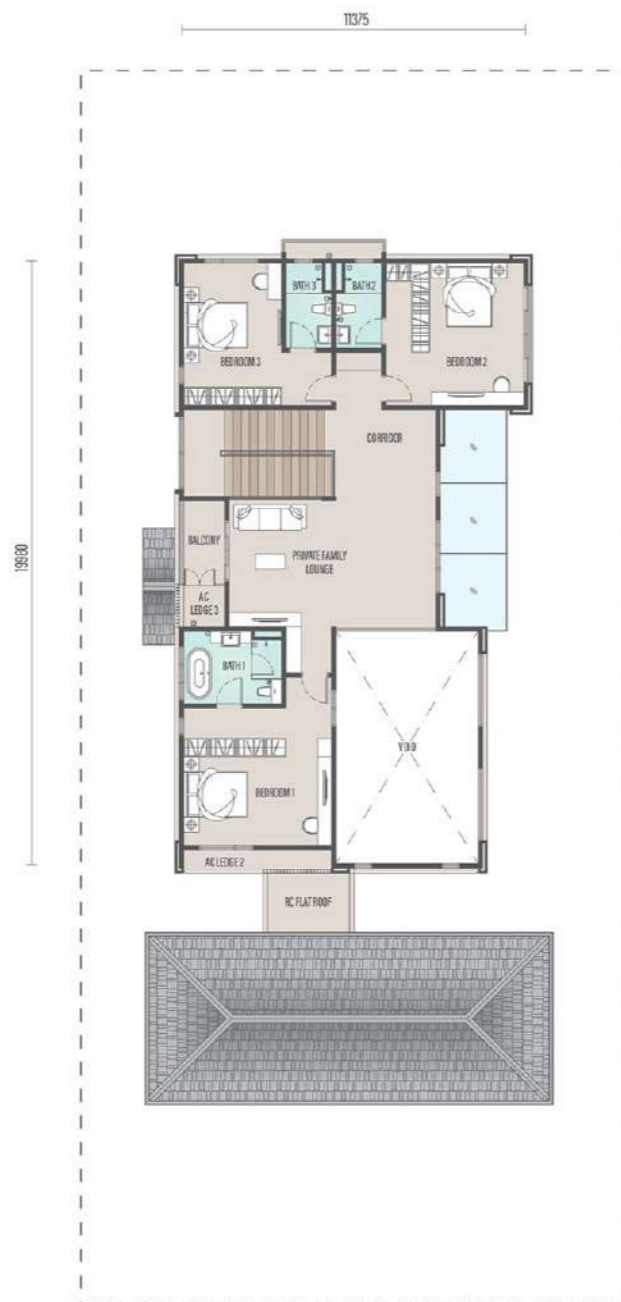 11375
BATH 3
BATH 2
BEDROOM 3
BEDROOM 2
CORRIDOR
19980
BALCONY
PRIVATE FAMILY
LOUNGE
AC
LEDGE 3
BATH 1
VOID
BEDROOM 1
AC LEDGE 2
RC FLAT ROOF